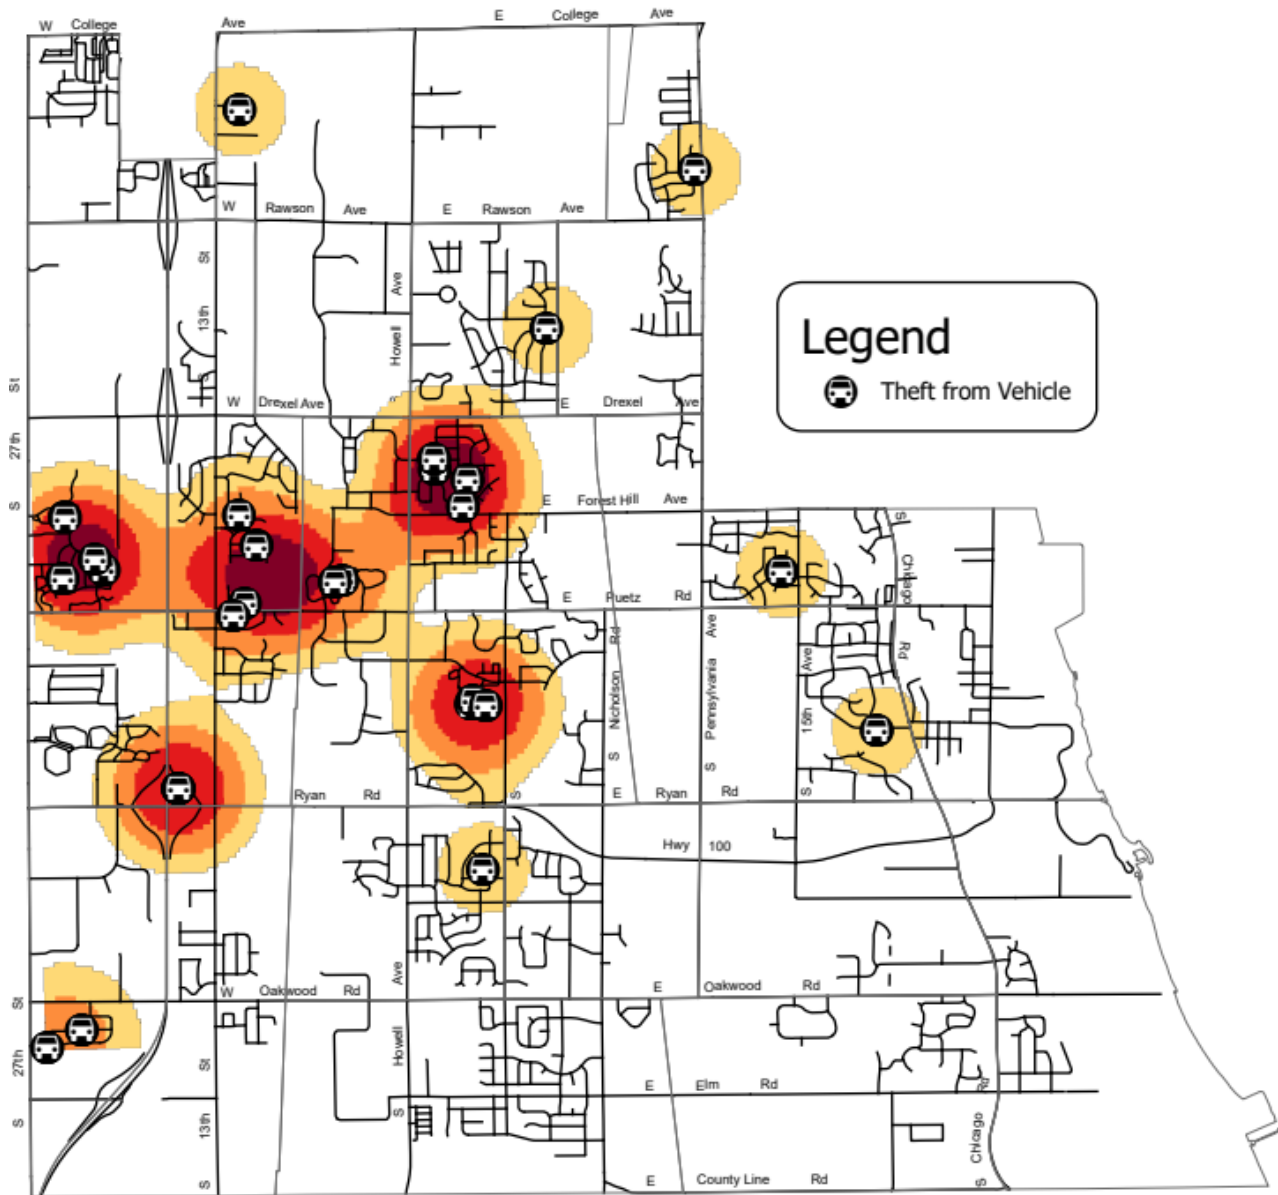 W College Ave E College Ave
W Rawson Ave E Rawson Ave
S 13th St
S Howell Ave
Legend
Theft from Vehicle
W Drexel Ave E Drexel Ave
S 27th St
E Forest Hill Ave
S Chicago Rd
E Puetz Rd
S Nicholson Rd
S Pennsylvania Ave
S 15th Ave
Ryan Rd S E Ryan Rd
Hwy 100
W Oakwood Rd E Oakwood Rd
S 27th St
S 13th St
S Howell Ave
E Elm Rd
S Chicago Rd
E County Line Rd